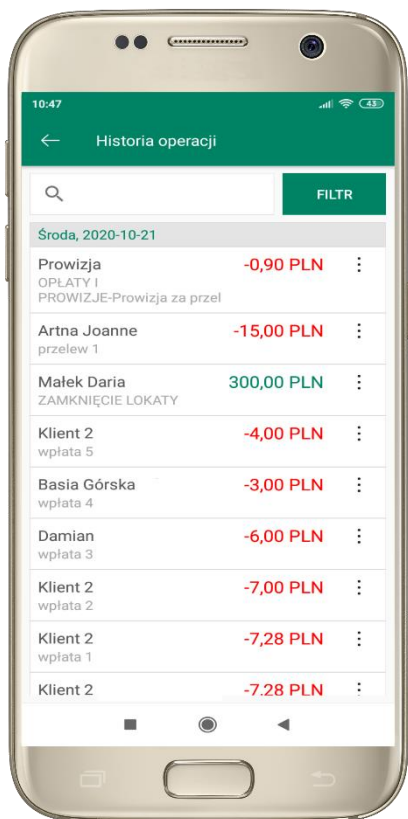 10:47
43
Historia operacji
FILTR
Środa, 2020-10-21
Prowizja -0,90 PLN
OPŁATY I
PROWIZJE-Prowizja za przel
Artna Joanne -15,00 PLN
przelew 1
Małek Daria 300,00 PLN
ZAMKNIĘCIE LOKATY
Klient 2 -4,00 PLN
wpłata 5
Basia Górska -3,00 PLN
wpłata 4
Damian -6,00 PLN
wpłata 3
Klient 2 -7,00 PLN
wpłata 2
Klient 2 -7,28 PLN
wpłata 1
Klient 2 -7,28 PLN